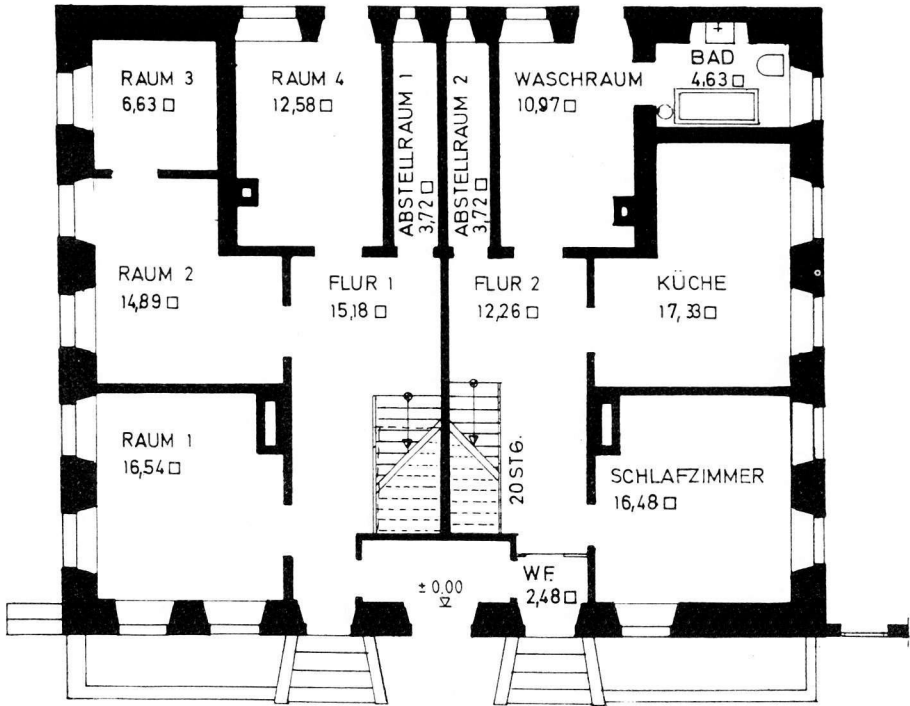 RAUM 3
6,63 □
RAUM 4
12,58 □
ABSTELLRAUM 1
3,72 □
ABSTELLRAUM 2
3,72 □
WASCHRAUM
10,97 □
BAD
4,63 □
RAUM 2
14,89 □
FLUR 1
15,18 □
FLUR 2
12,26 □
KÜCHE
17,33 □
RAUM 1
16,54 □
20 STG.
SCHLAFZIMMER
16,48 □
± 0.00
WF.
2,48 □